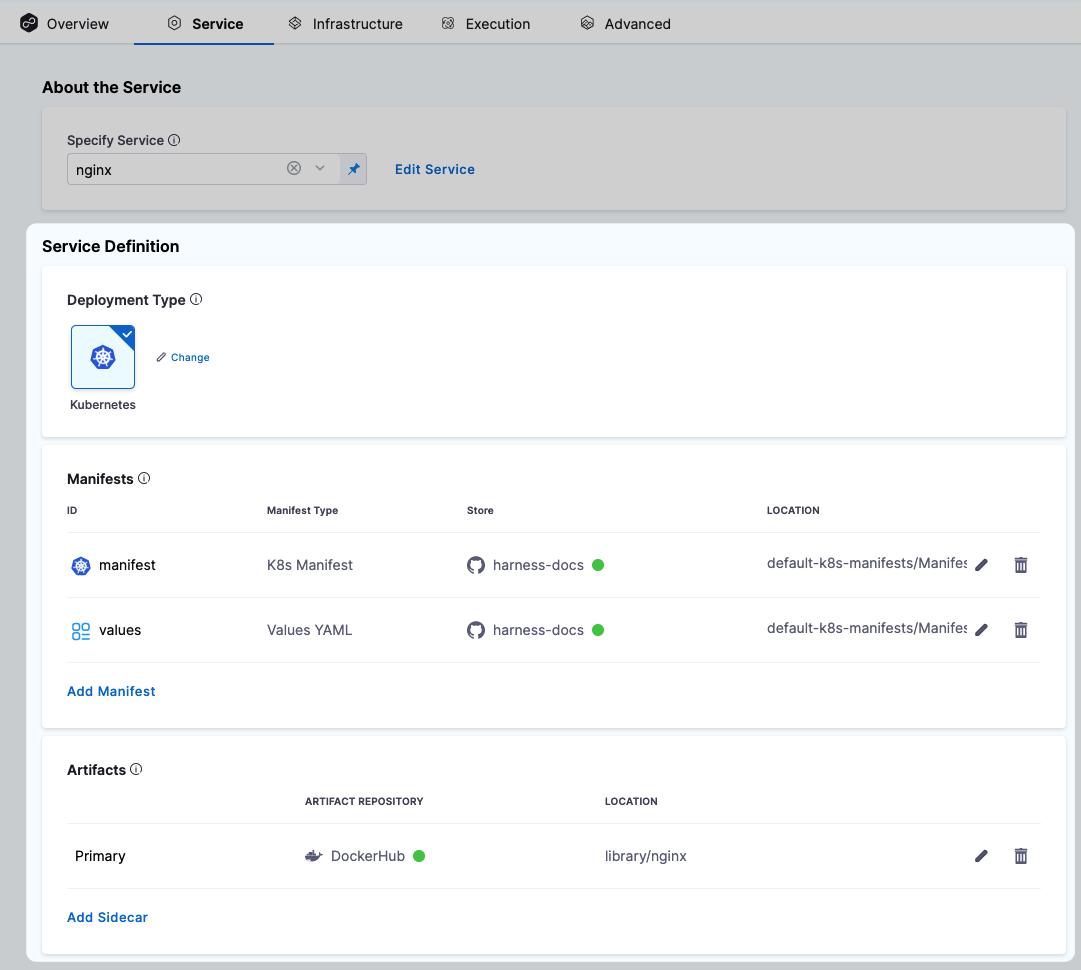 Overview Service Infrastructure Execution Advanced
About the Service
Specify Service
nginx Edit Service
Service Definition
Deployment Type
Change
Kubernetes
Manifests
ID Manifest Type Store LOCATION
manifest K8s Manifest harness-docs default-k8s-manifests/Manifes
values Values YAML harness-docs default-k8s-manifests/Manifes
Add Manifest
Artifacts
ARTIFACT REPOSITORY LOCATION
Primary DockerHub library/nginx
Add Sidecar